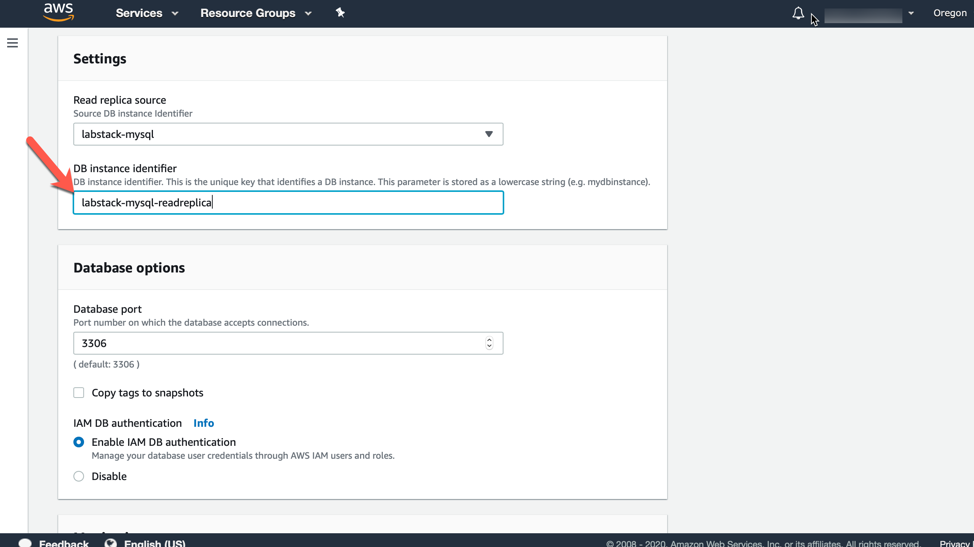 aws
Services
Resource Groups
Oregon
Settings
Read replica source
Source DB instance Identifier
labstack-mysql
DB instance identifier
DB instance identifier. This is the unique key that identifies a DB instance. This parameter is stored as a lowercase string (e.g. mydbinstance).
labstack-mysql-readreplica
Database options
Database port
Port number on which the database accepts connections.
3306
( default: 3306 )
Copy tags to snapshots
IAM DB authentication Info
Enable IAM DB authentication
Manage your database user credentials through AWS IAM users and roles.
Disable
Feedback
English (US)
© 2008 - 2020, Amazon Web Services, Inc. or its affiliates. All rights reserved.
Privacy